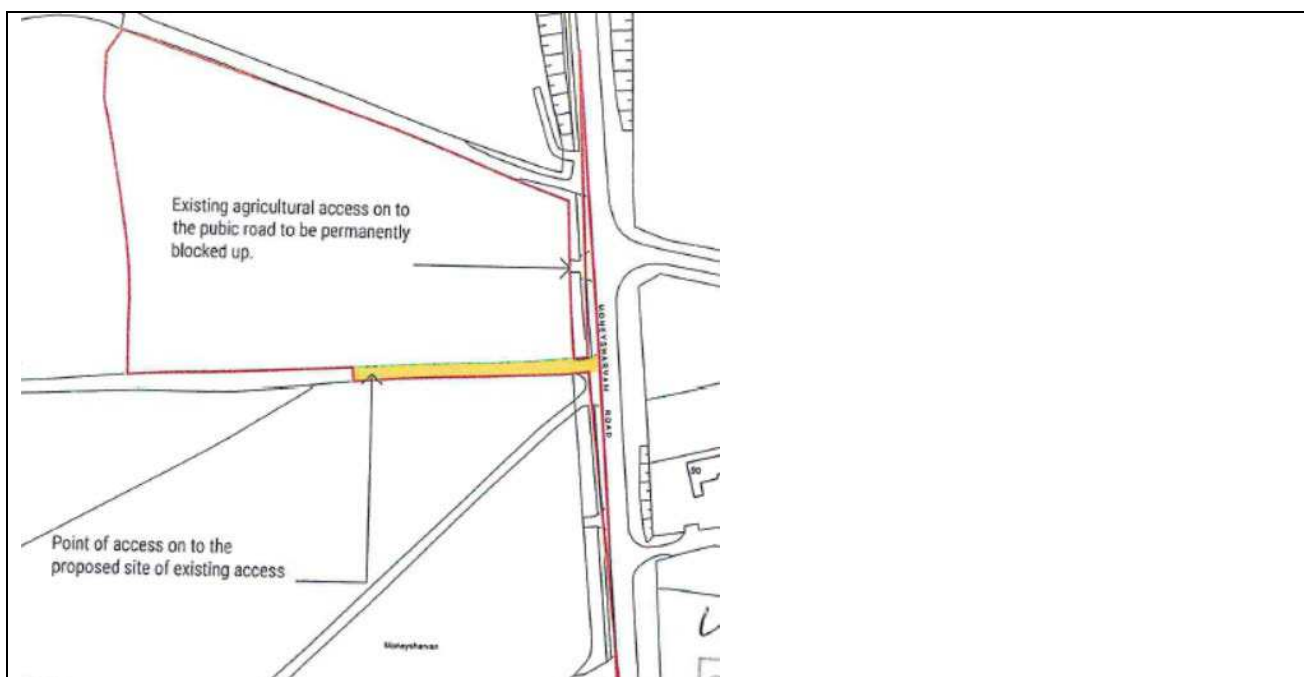 Existing agricultural access on to
the pubic road to be permanently
blocked up.
MONEYSHARVAN ROAD
50
Point of access on to the
proposed site of existing access
Moneysharvan